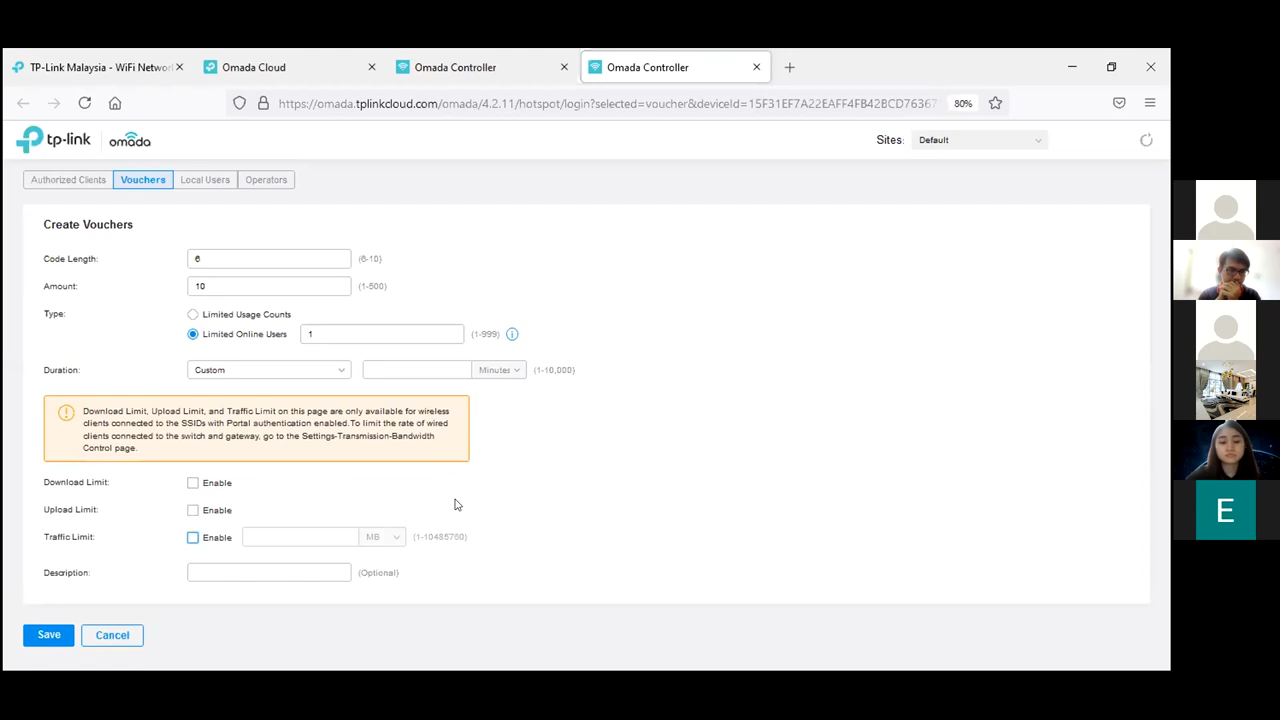 TP-Link Malaysia - WiFi Networ
Omada Cloud
Omada Controller
Omada Controller
https://omada.tplinkcloud.com/omada/4.2.11/hotspot/login?selected=voucher&deviceId=15F31EF7A22EAFF4FB42BCD76367
80%
tp-link
omada
Sites:
Default
Authorized Clients
Vouchers
Local Users
Operators
Create Vouchers
Code Length:
6
(6-10)
Amount:
10
(1-500)
Type:
Limited Usage Counts
Limited Online Users
1
(1-999)
Duration:
Custom
Minutes
(1-10,000)
Download Limit, Upload Limit, and Traffic Limit on this page are only available for wireless
clients connected to the SSIDs with Portal authentication enabled.To limit the rate of wired
clients connected to the switch and gateway, go to the Settings-Transmission-Bandwidth
Control page.
Download Limit:
Enable
Upload Limit:
Enable
Traffic Limit:
Enable
MB
(1-10485760)
Description:
(Optional)
Save
Cancel
E